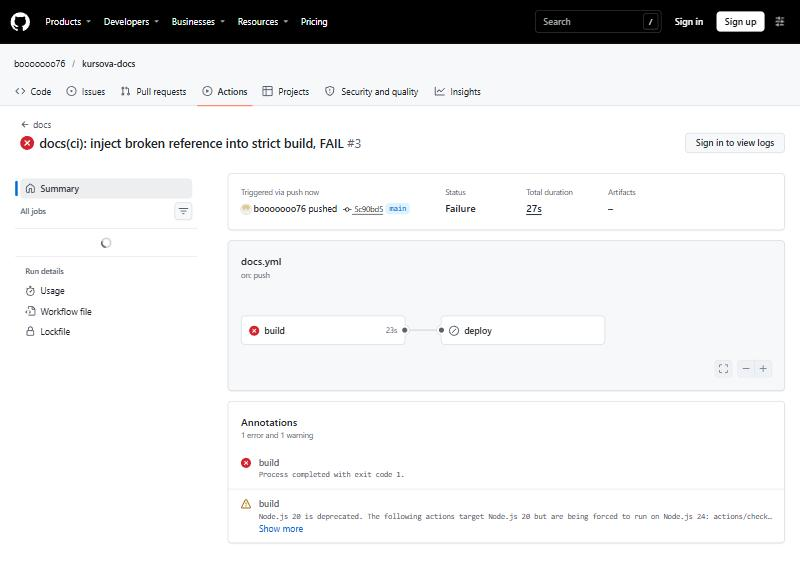 Products Developers Businesses Resources Pricing Search / Sign in Sign up
booooooo76 / kursova-docs
Code Issues Pull requests Actions Projects Security and quality Insights
docs
docs(ci): inject broken reference into strict build, FAIL #3
Sign in to view logs
Summary
All jobs
Run details
Usage
Workflow file
Lockfile
Triggered via push now
booooooo76 pushed 5c90bd5 main
Status
Failure
Total duration
27s
Artifacts
–
docs.yml
on: push
build 23s
deploy
Annotations
1 error and 1 warning
build
Process completed with exit code 1.
build
Node.js 20 is deprecated. The following actions target Node.js 20 but are being forced to run on Node.js 24: actions/check…
Show more